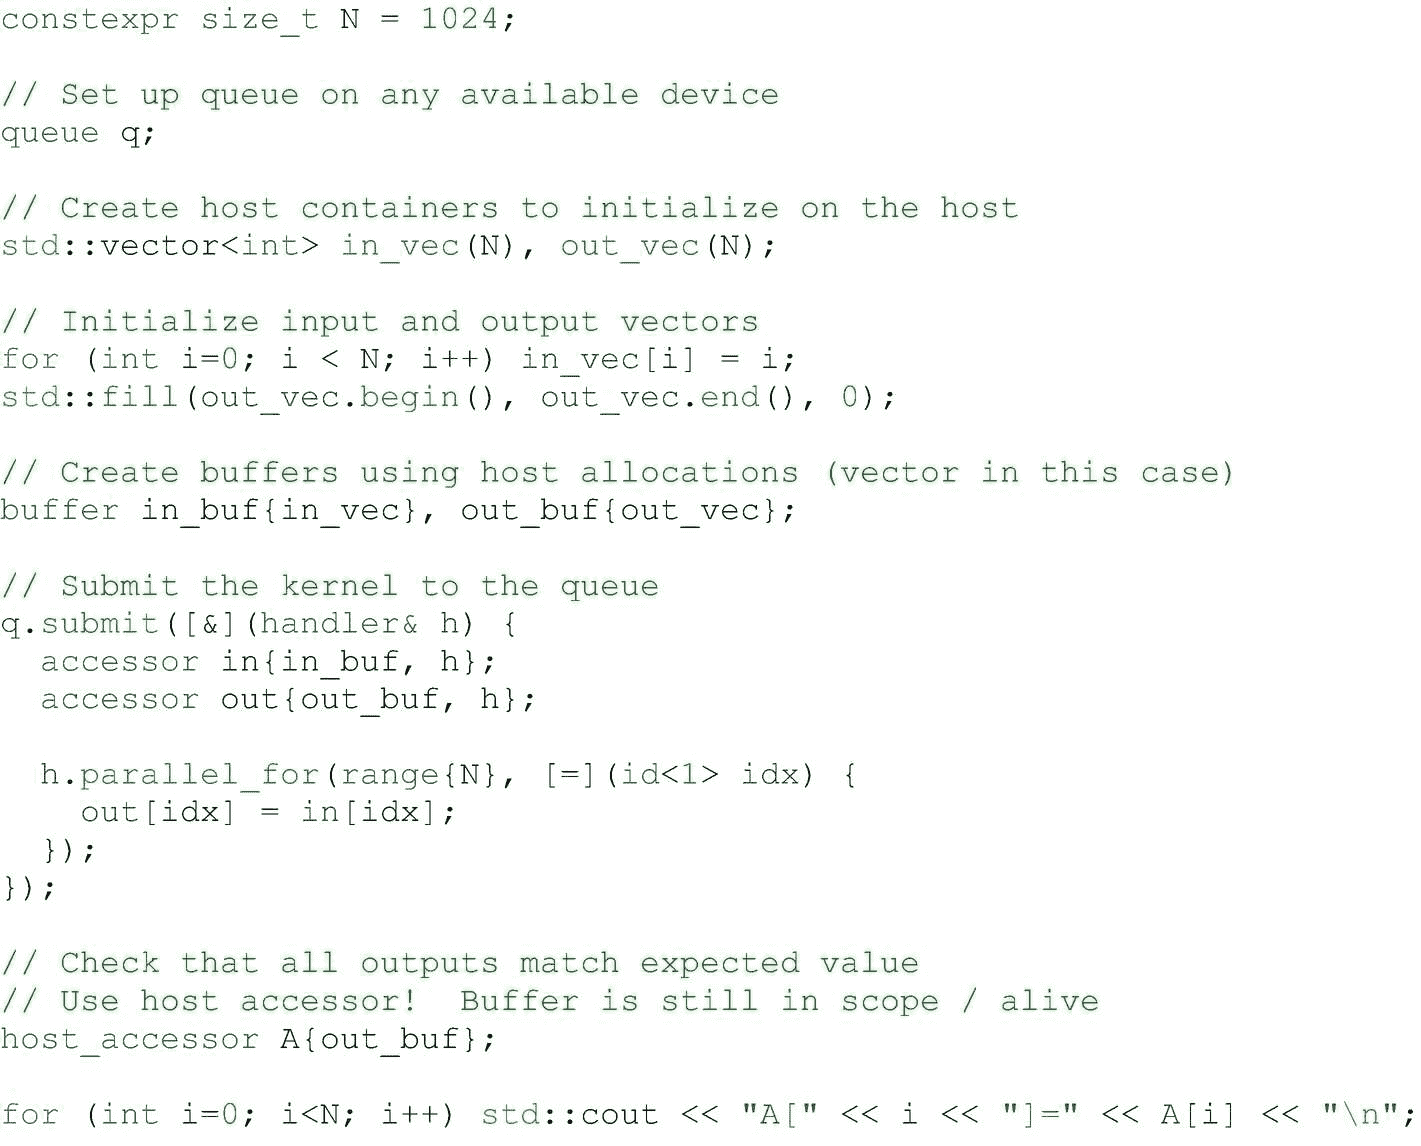 constexpr size_t N = 1024;
// Set up queue on any available device
queue q;
// Create host containers to initialize on the host
std::vector<int> in_vec(N), out_vec(N);
// Initialize input and output vectors
for (int i=0; i < N; i++) in_vec[i] = i;
std::fill(out_vec.begin(), out_vec.end(), 0);
// Create buffers using host allocations (vector in this case)
buffer in_buf{in_vec}, out_buf{out_vec};
// Submit the kernel to the queue
q.submit([&](handler& h) {
  accessor in{in_buf, h};
  accessor out{out_buf, h};
  h.parallel_for(range{N}, [=](id<1> idx) {
    out[idx] = in[idx];
  });
});
// Check that all outputs match expected value
// Use host accessor!  Buffer is still in scope / alive
host_accessor A{out_buf};
for (int i=0; i<N; i++) std::cout << "A[" << i << "]=" << A[i] << "\n";